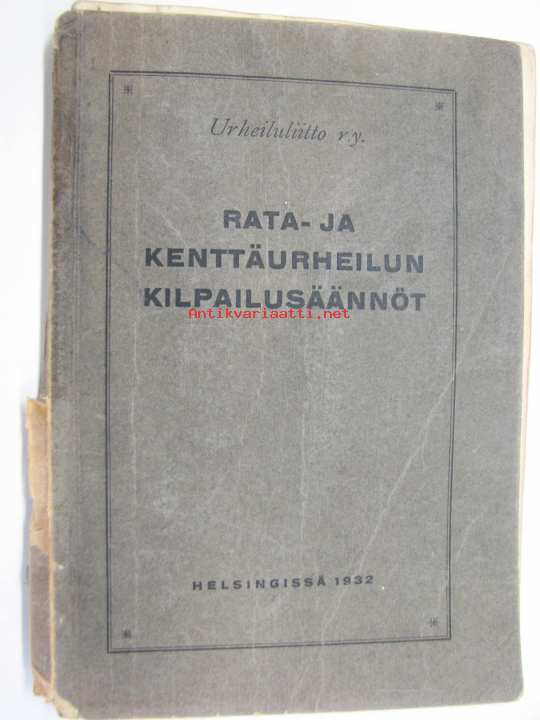 Urheiluliitto r.y.
RATA- JA
KENTTÄURHEILUN
KILPAILUSÄÄNNÖT
Antikvariaatti.net
HELSINGISSÄ 1932